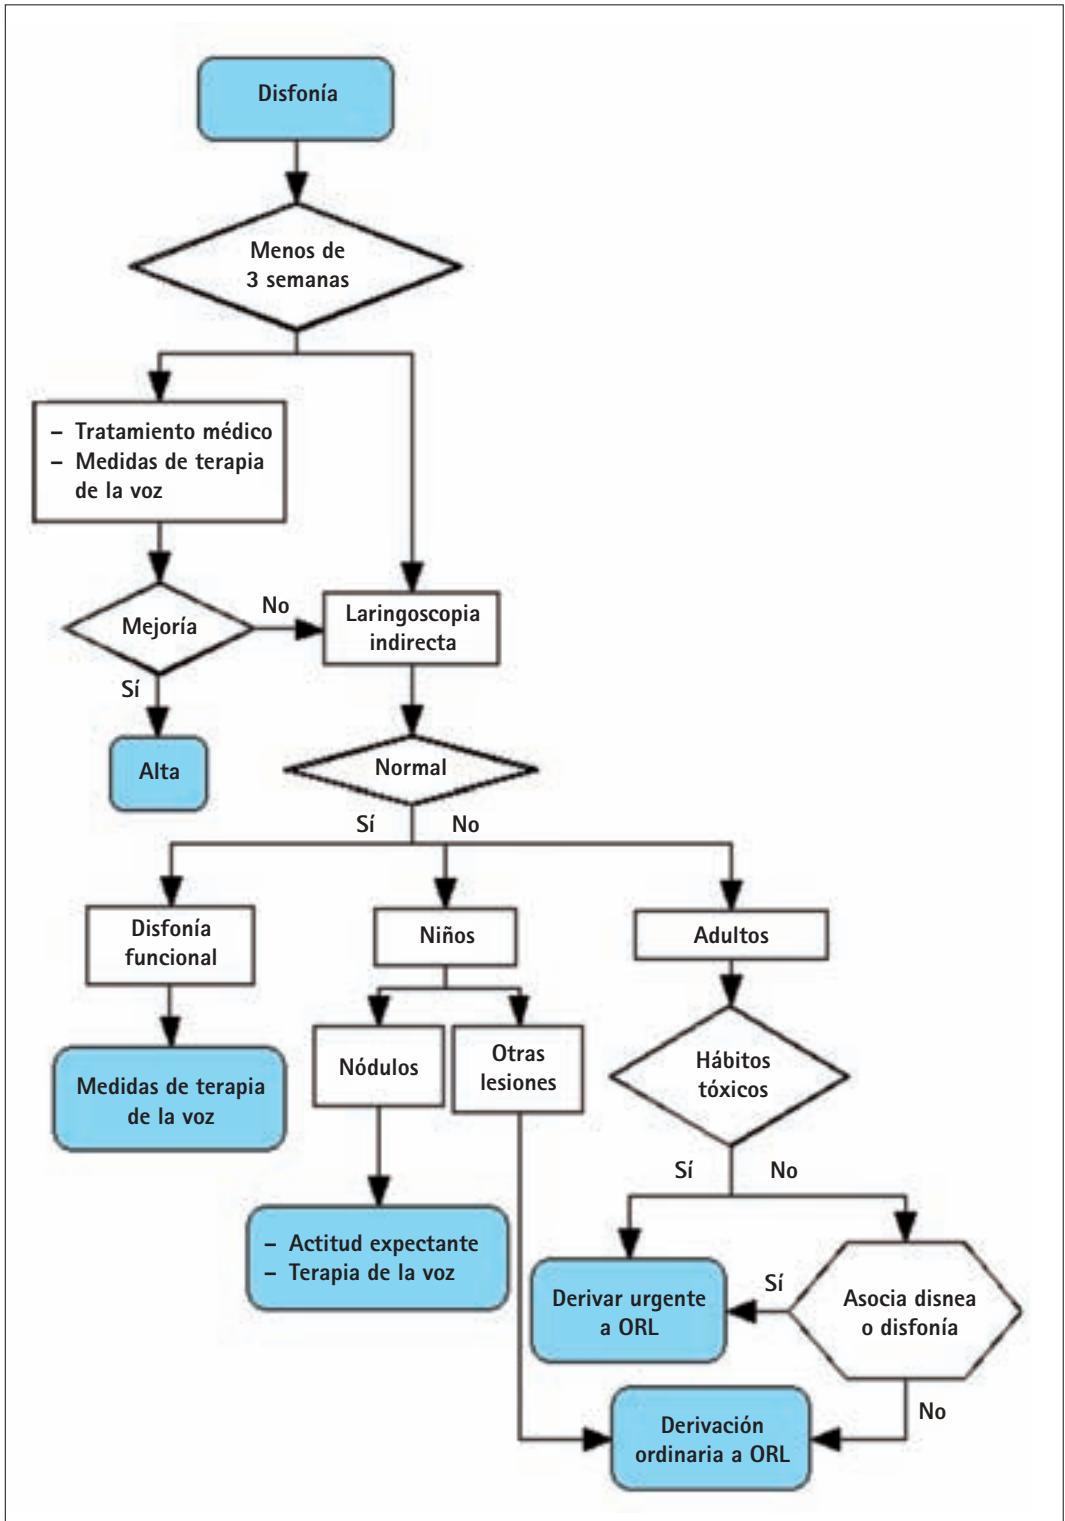 Disfonía
Menos de
3 semanas
– Tratamiento médico
– Medidas de terapia
de la voz
Mejoría
No
Laringoscopia
indirecta
Sí
Alta
Normal
Sí
No
Disfonía
funcional
Niños
Adultos
Medidas de terapia
de la voz
Nódulos
Otras
lesiones
Hábitos
tóxicos
Sí
No
– Actitud expectante
– Terapia de la voz
Derivar urgente
a ORL
Sí
Asocia disnea
o disfonía
No
Derivación
ordinaria a ORL